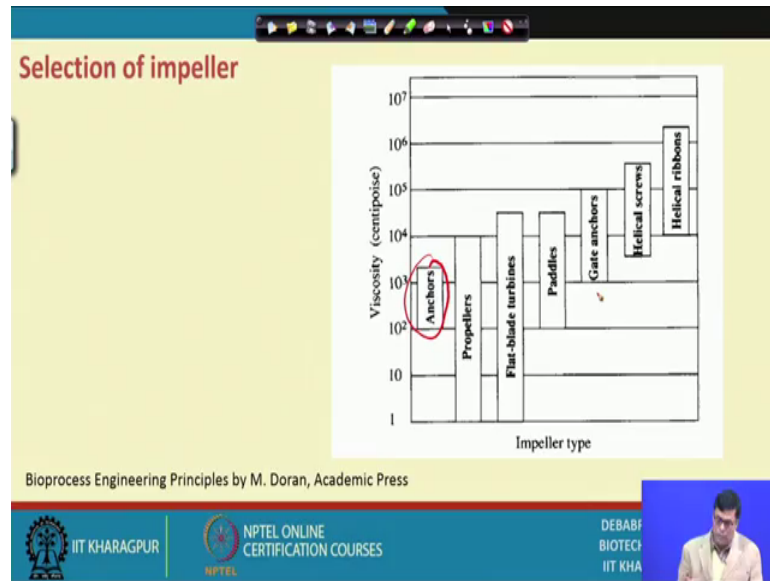 Selection of impeller
Viscosity (centipoise)
10⁷
10⁶
10⁵
10⁴
10³
10²
10
1
Anchors
Propellers
Flat-blade turbines
Paddles
Gate anchors
Helical screws
Helical ribbons
Impeller type
Bioprocess Engineering Principles by M. Doran, Academic Press
IIT KHARAGPUR
NPTEL
NPTEL ONLINE
CERTIFICATION COURSES
DEBABR
BIOTECH
IIT KHA